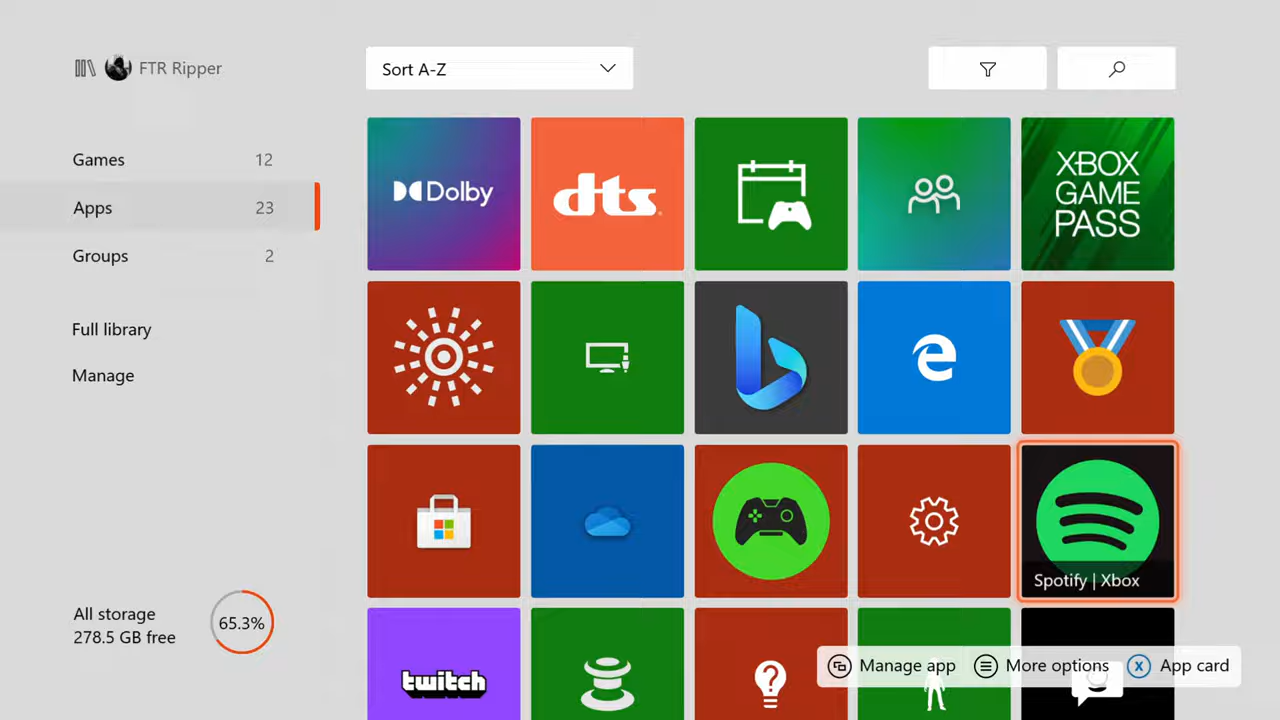 FTR Ripper
Sort A-Z
Games 12
Apps 23
Groups 2
Full library
Manage
All storage
278.5 GB free
65.3%
Dolby
dts
XBOX
GAME
PASS
Spotify | Xbox
twitch
Manage app
More options
X App card